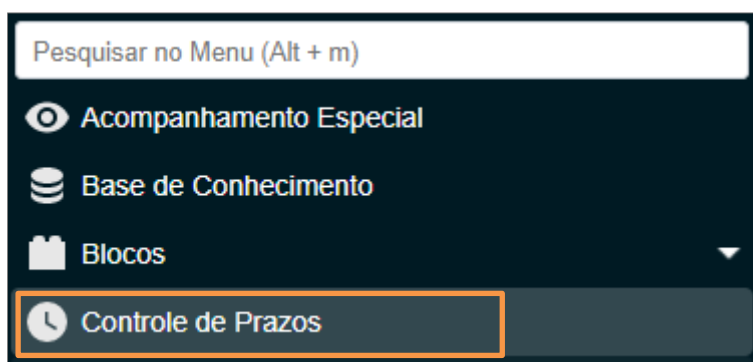 Pesquisar no Menu (Alt + m)
Acompanhamento Especial
Base de Conhecimento
Blocos
Controle de Prazos